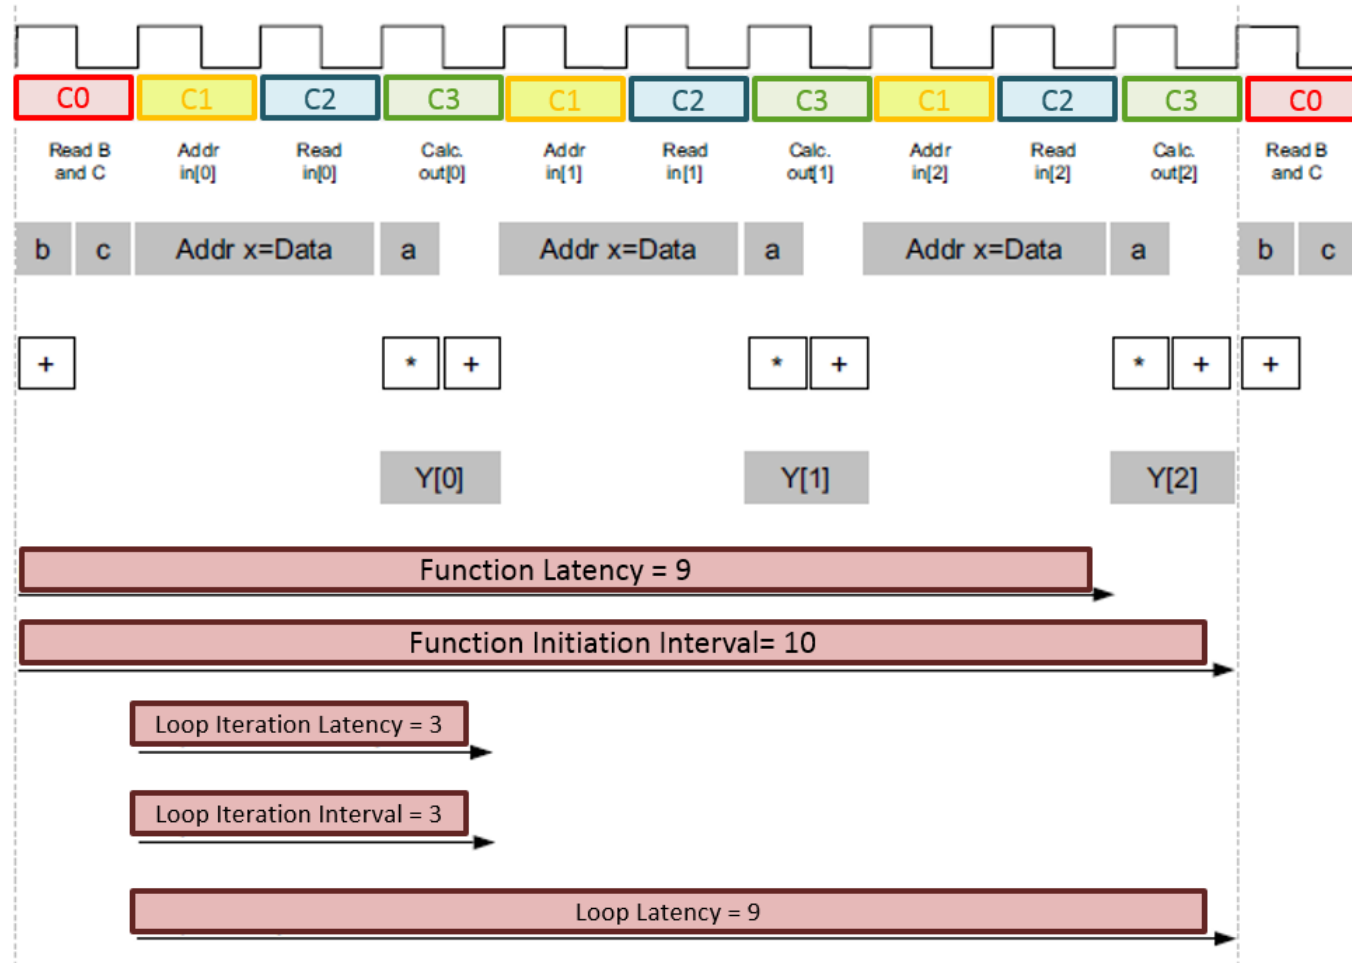 C0 C1 C2 C3 C1 C2 C3 C1 C2 C3 C0
Read B Addr Read Calc. Addr Read Calc. Addr Read Calc. Read B
and C in[0] in[0] out[0] in[1] in[1] out[1] in[2] in[2] out[2] and C
b c Addr x=Data a Addr x=Data a Addr x=Data a b c
+ * + * + * + +
Y[0] Y[1] Y[2]
Function Latency = 9
Function Initiation Interval= 10
Loop Iteration Latency = 3
Loop Iteration Interval = 3
Loop Latency = 9